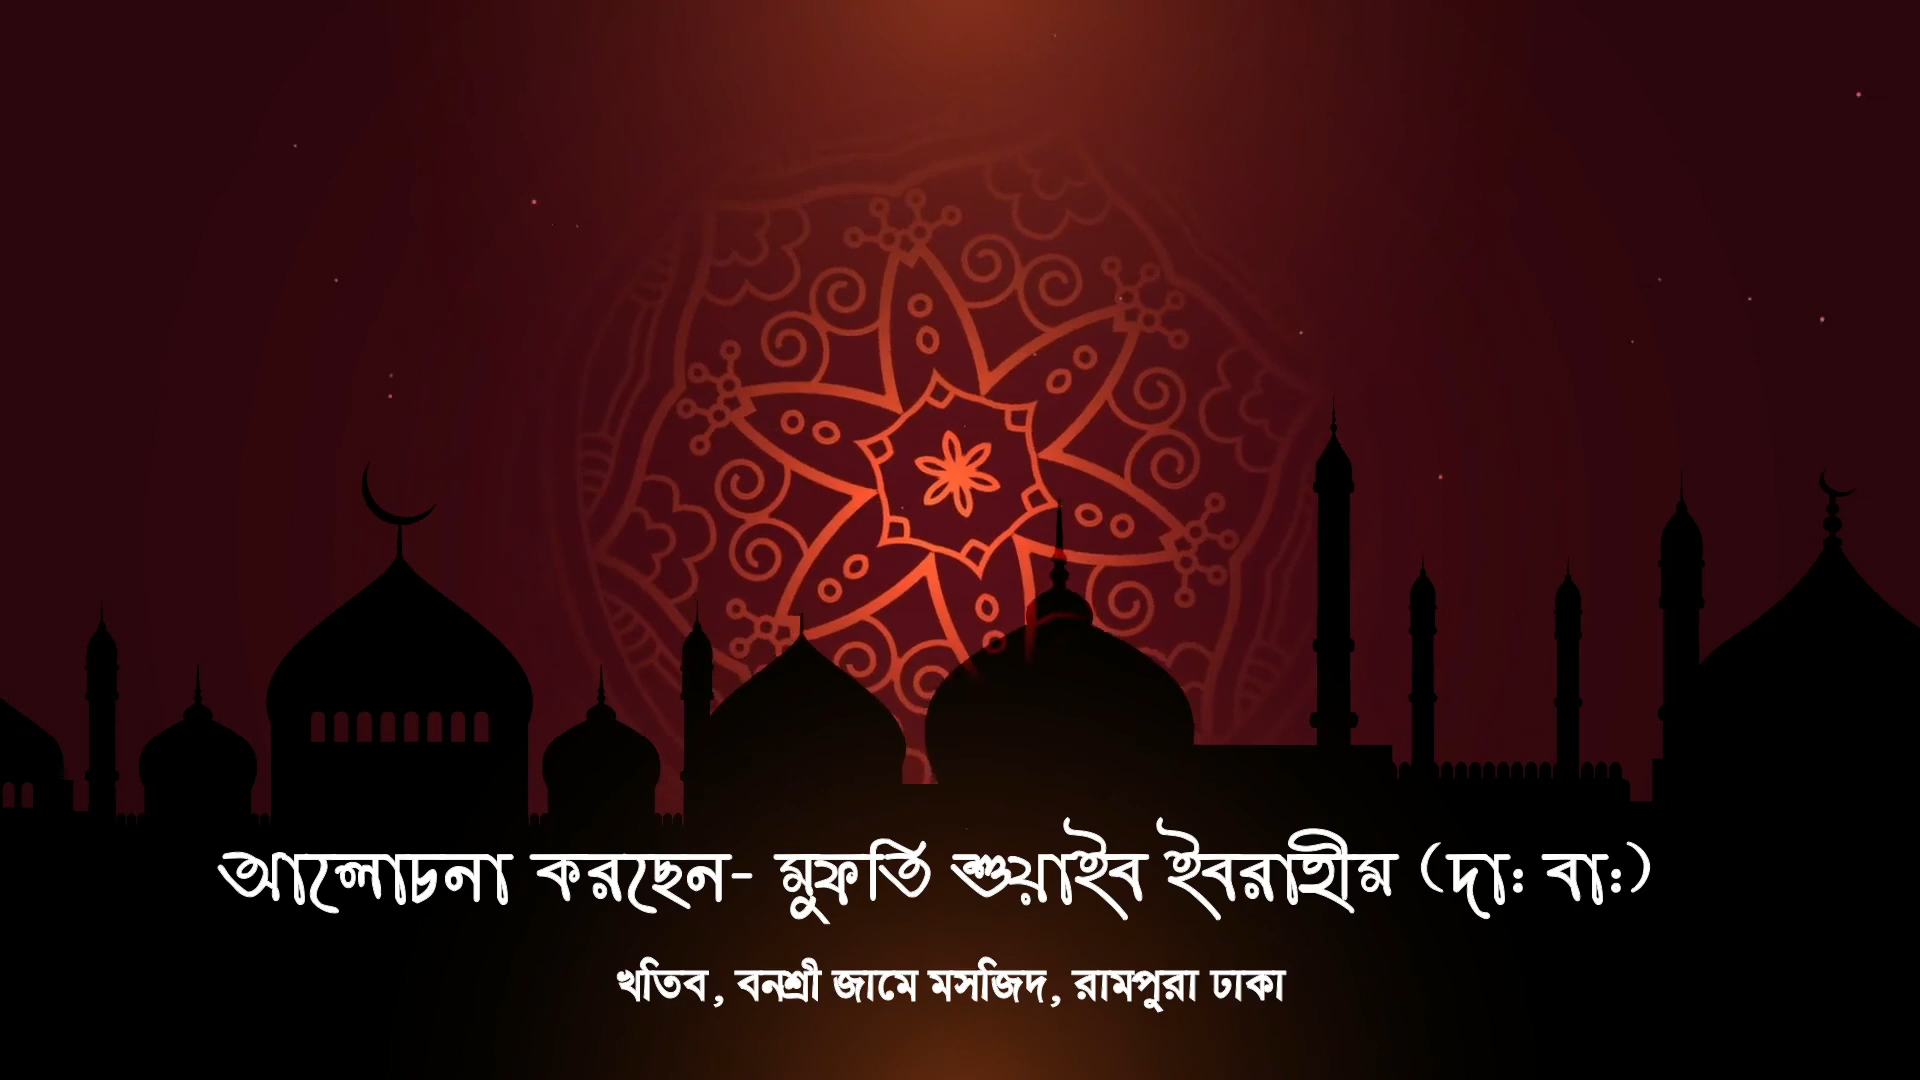 আলোচনা করছেন- মুফতি শুয়াইব ইবরাহীম (দাঃ বাঃ)
খতিব, বনশ্রী জামে মসজিদ, রামপুরা ঢাকা